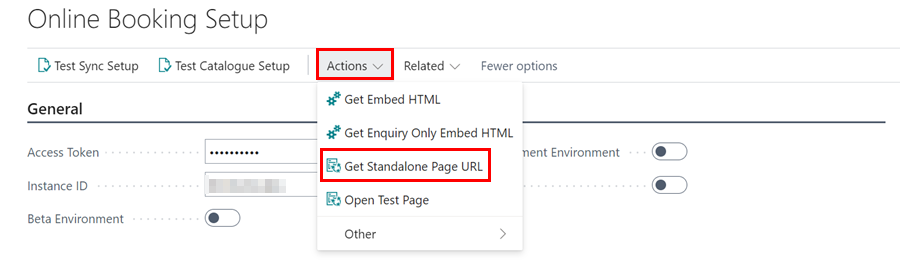 Online Booking Setup
Test Sync Setup Test Catalogue Setup Actions Related Fewer options
Get Embed HTML
General
Get Enquiry Only Embed HTML
Access Token •••••••••• ment Environment
Get Standalone Page URL
Instance ID
Open Test Page
Beta Environment
Other